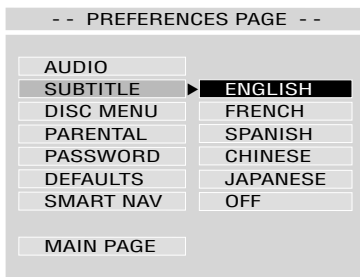 - - PREFERENCES PAGE - -
AUDIO
SUBTITLE ▶ ENGLISH
DISC MENU FRENCH
PARENTAL SPANISH
PASSWORD CHINESE
DEFAULTS JAPANESE
SMART NAV OFF
MAIN PAGE